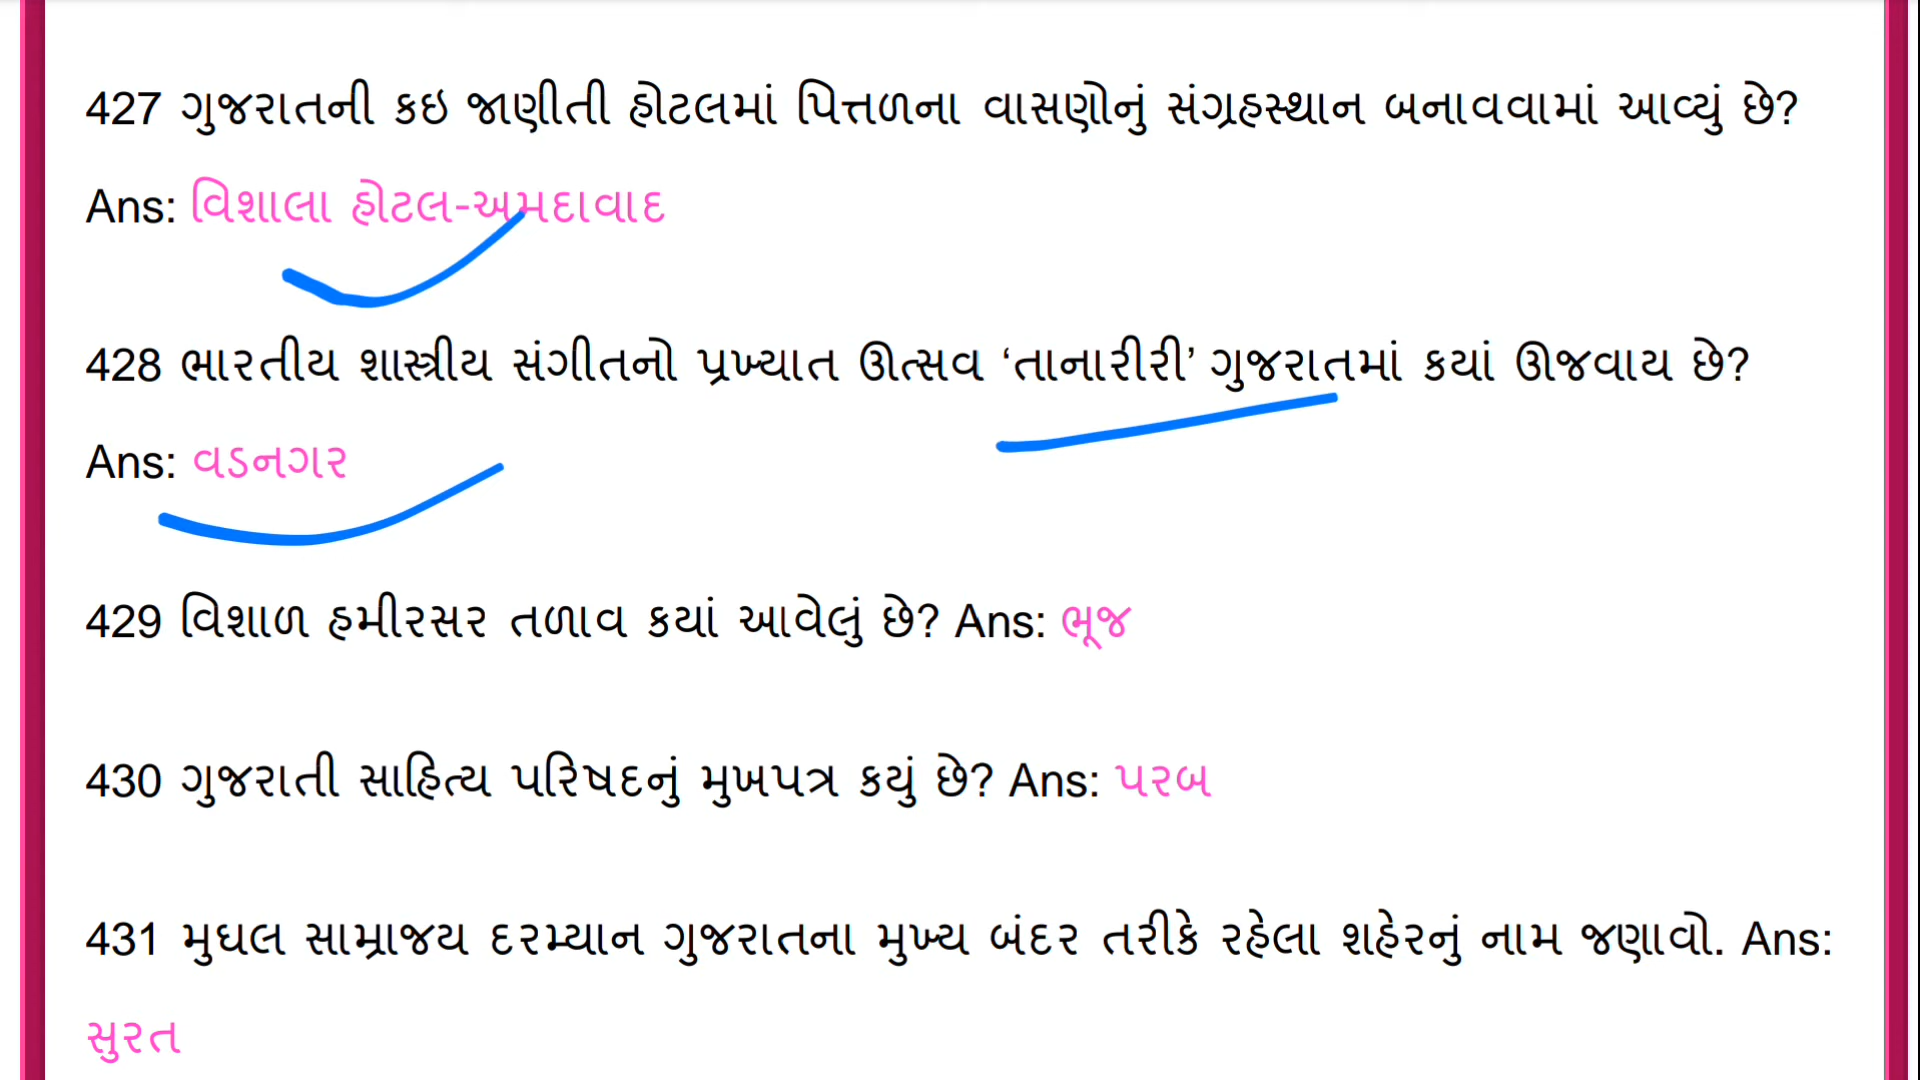 427 ગુજરાતની કઇ જાણીતી હોટલમાં પિત્તળના વાસણોનું સંગ્રહસ્થાન બનાવવામાં આવ્યું છે?
Ans: વિશાલા હોટલ-અમદાવાદ
428 ભારતીય શાસ્ત્રીય સંગીતનો પ્રખ્યાત ઊત્સવ ‘તાનારીરી’ ગુજરાતમાં કયાં ઊજવાય છે?
Ans: વડનગર
429 વિશાળ હમીરસર તળાવ કયાં આવેલું છે? Ans: ભૂજ
430 ગુજરાતી સાહિત્ય પરિષદનું મુખપત્ર કયું છે? Ans: પરબ
431 મુઘલ સામ્રાજય દરમ્યાન ગુજરાતના મુખ્ય બંદર તરીકે રહેલા શહેરનું નામ જણાવો. Ans:
સુરત